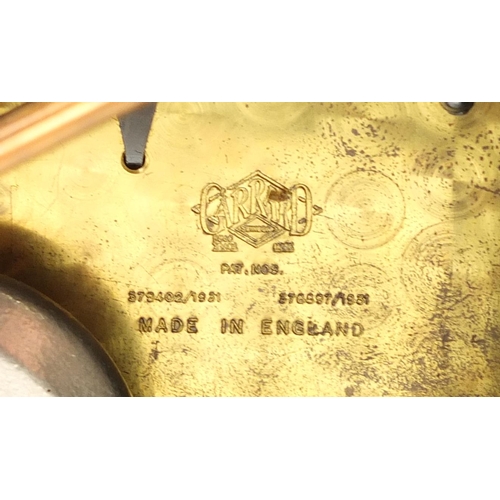 GARRARD
PAT. NOS.
379402/1931 376697/1931
MADE IN ENGLAND